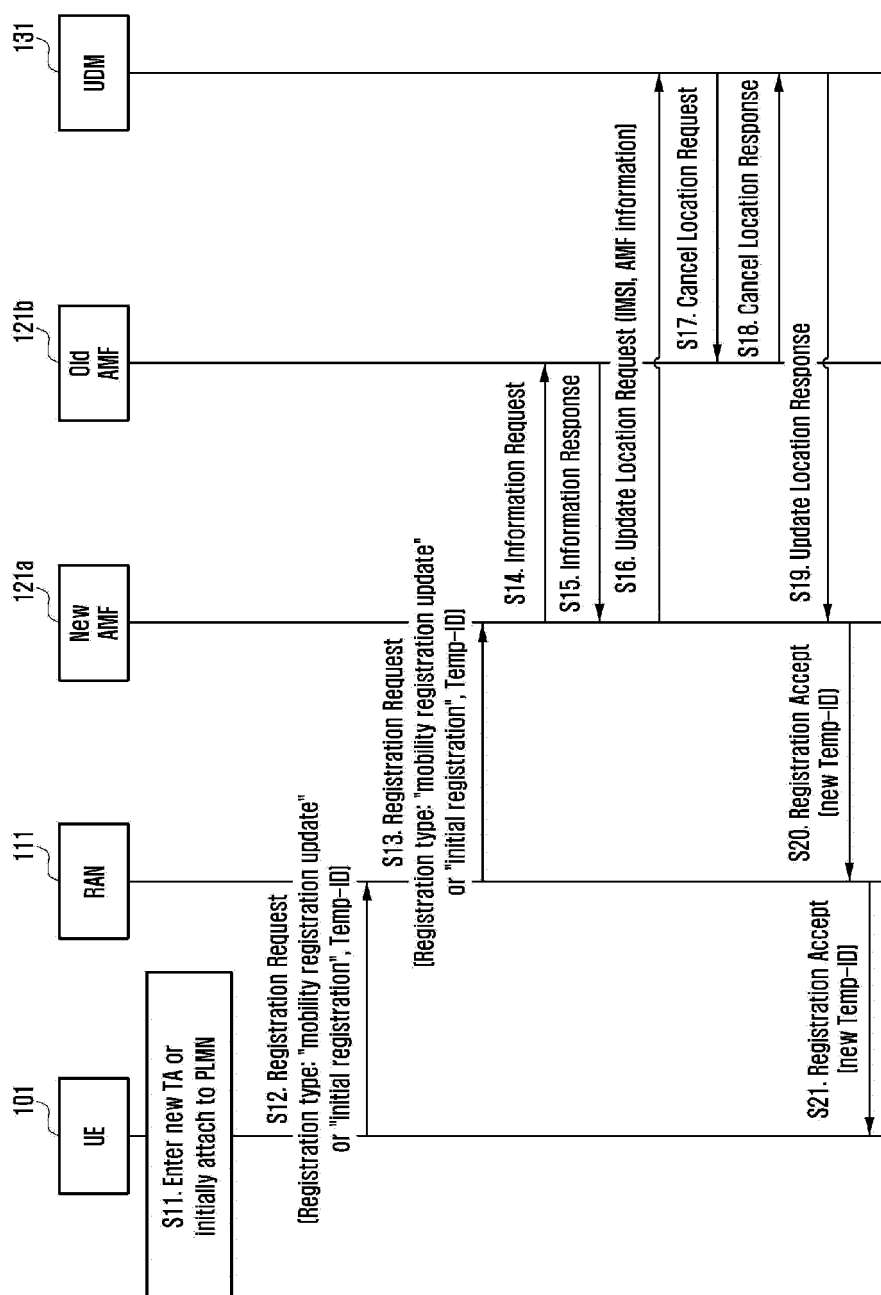 101
UE
111
RAN
121a
New
AMF
121b
Old
AMF
131
UDM
S11. Enter new TA or
initially attach to PLMN
S12. Registration Request
(Registration type: "mobility registration update"
or "initial registration", Temp-ID)
S13. Registration Request
(Registration type: "mobility registration update"
or "initial registration", Temp-ID)
S14. Information Request
S15. Information Response
S16. Update Location Request (IMSI, AMF information)
S17. Cancel Location Request
S18. Cancel Location Response
S19. Update Location Response
S20. Registration Accept
(new Temp-ID)
S21. Registration Accept
(new Temp-ID)